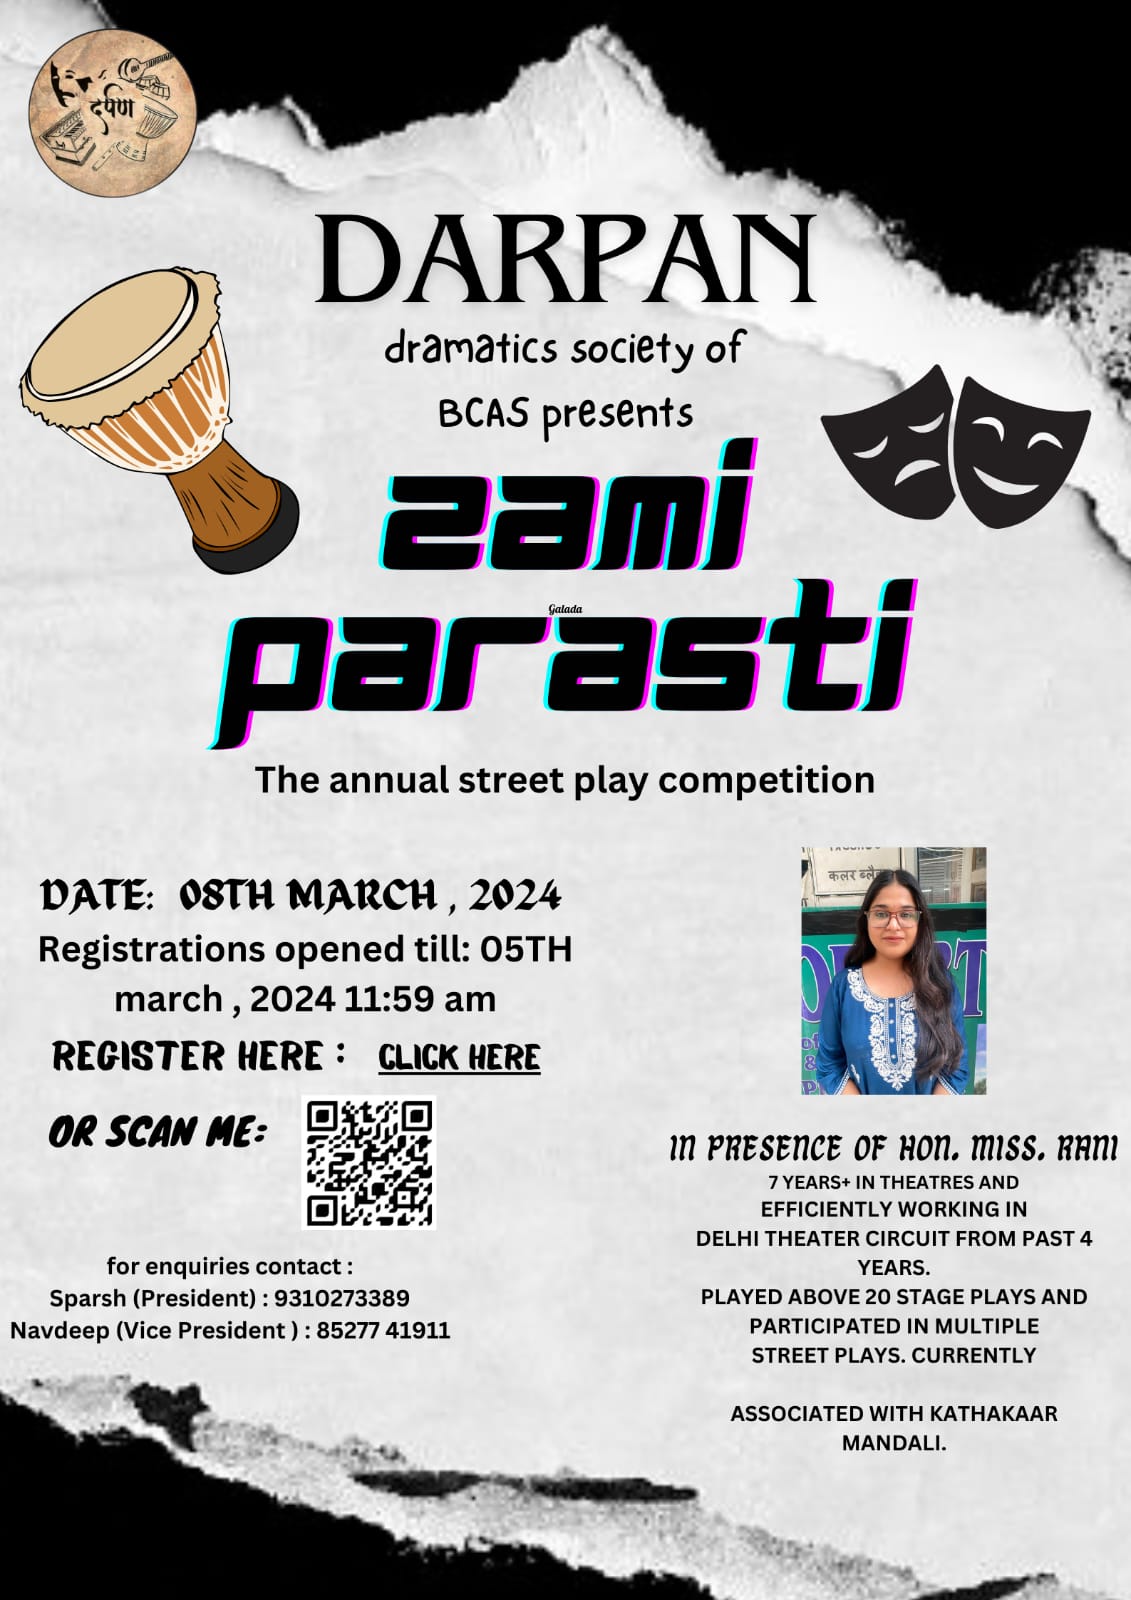 दर्पण
DARPAN
dramatics society of
BCAS presents
zami
Galada
parasti
The annual street play competition
DATE: 08TH MARCH , 2024
Registrations opened till: 05TH
march , 2024 11:59 am
REGISTER HERE : CLICK HERE
OR SCAN ME:
for enquiries contact :
Sparsh (President) : 9310273389
Navdeep (Vice President ) : 85277 41911
कलर ब्लै
IN PRESENCE OF HON. MISS. RANI
7 YEARS+ IN THEATRES AND
EFFICIENTLY WORKING IN
DELHI THEATER CIRCUIT FROM PAST 4
YEARS.
PLAYED ABOVE 20 STAGE PLAYS AND
PARTICIPATED IN MULTIPLE
STREET PLAYS. CURRENTLY
ASSOCIATED WITH KATHAKAAR
MANDALI.